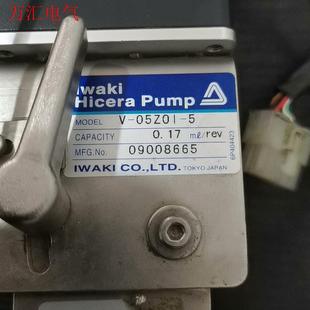 万汇电气
Iwaki
Hicera Pump
MODEL V-05Z01-5
CAPACITY 0.17 mℓ/rev
MFG.No. 09008665
IWAKI CO.,LTD. TOKYO JAPAN
6P404423